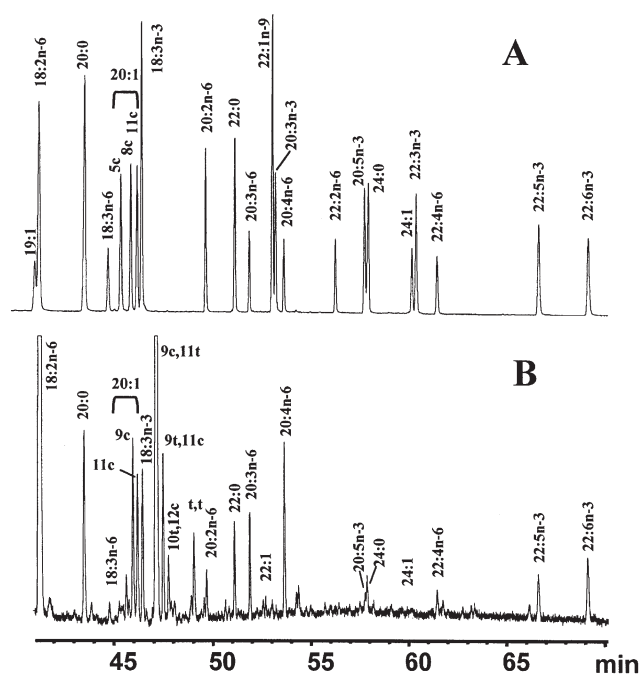 A
19:1
18:2n-6
20:0
18:3n-6
20:1
5c
8c
11c
18:3n-3
20:2n-6
22:0
20:3n-6
22:1n-9
20:3n-3
20:4n-6
22:2n-6
20:5n-3
24:0
24:1
22:3n-3
22:4n-6
22:5n-3
22:6n-3
B
18:2n-6
20:0
18:3n-6
20:1
9c
11c
18:3n-3
9c,11t
9t,11c
10t,12c
t,t
20:2n-6
22:0
20:3n-6
22:1
20:4n-6
20:5n-3
24:0
24:1
22:4n-6
22:5n-3
22:6n-3
45 50 55 60 65 min